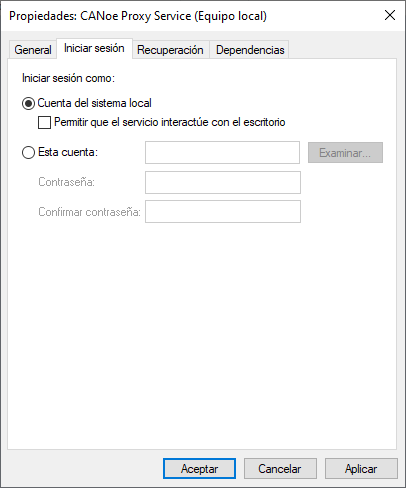 Propiedades: CANoe Proxy Service (Equipo local)
General Iniciar sesión Recuperación Dependencias
Iniciar sesión como:
Cuenta del sistema local
Permitir que el servicio interactúe con el escritorio
Esta cuenta: Examinar...
Contraseña:
Confirmar contraseña:
Aceptar Cancelar Aplicar